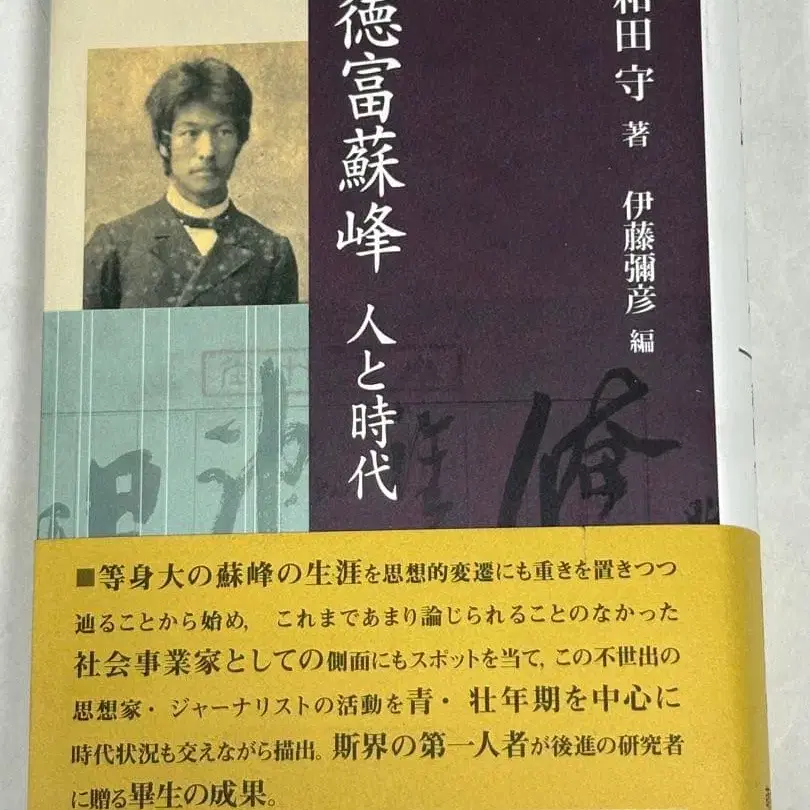 和田守 著
伊藤彌彦 編
德富蘇峰 人と時代
■等身大の蘇峰の生涯を思想的変遷にも重きを置きつつ
辿ることから始め, これまであまり論じられることのなかった
社会事業家としての側面にもスポットを当て, この不世出の
思想家・ジャーナリストの活動を青・壮年期を中心に
時代状況も交えながら描出。斯界の第一人者が後進の研究者
に贈る畢生の成果。